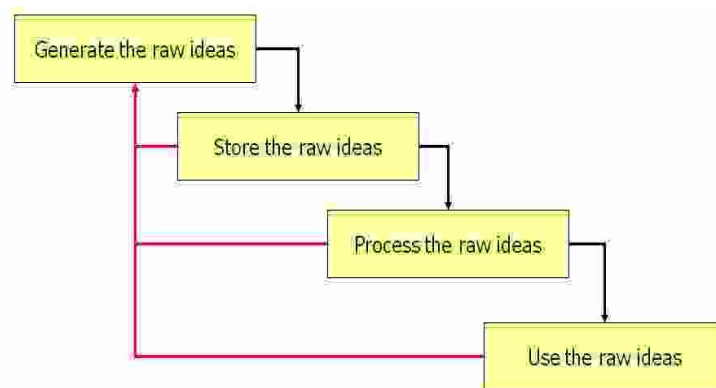 Generate the raw ideas
Store the raw ideas
Process the raw ideas
Use the raw ideas